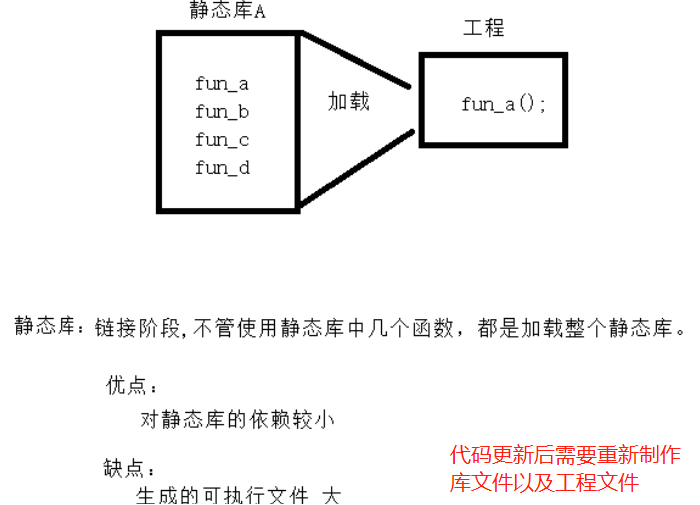 静态库A
工程
fun_a
fun_b
fun_c
fun_d
加载
fun_a();
静态库：链接阶段,不管使用静态库中几个函数，都是加载整个静态库。
优点：
对静态库的依赖较小
缺点：
生成的可执行文件 大
代码更新后需要重新制作
库文件以及工程文件